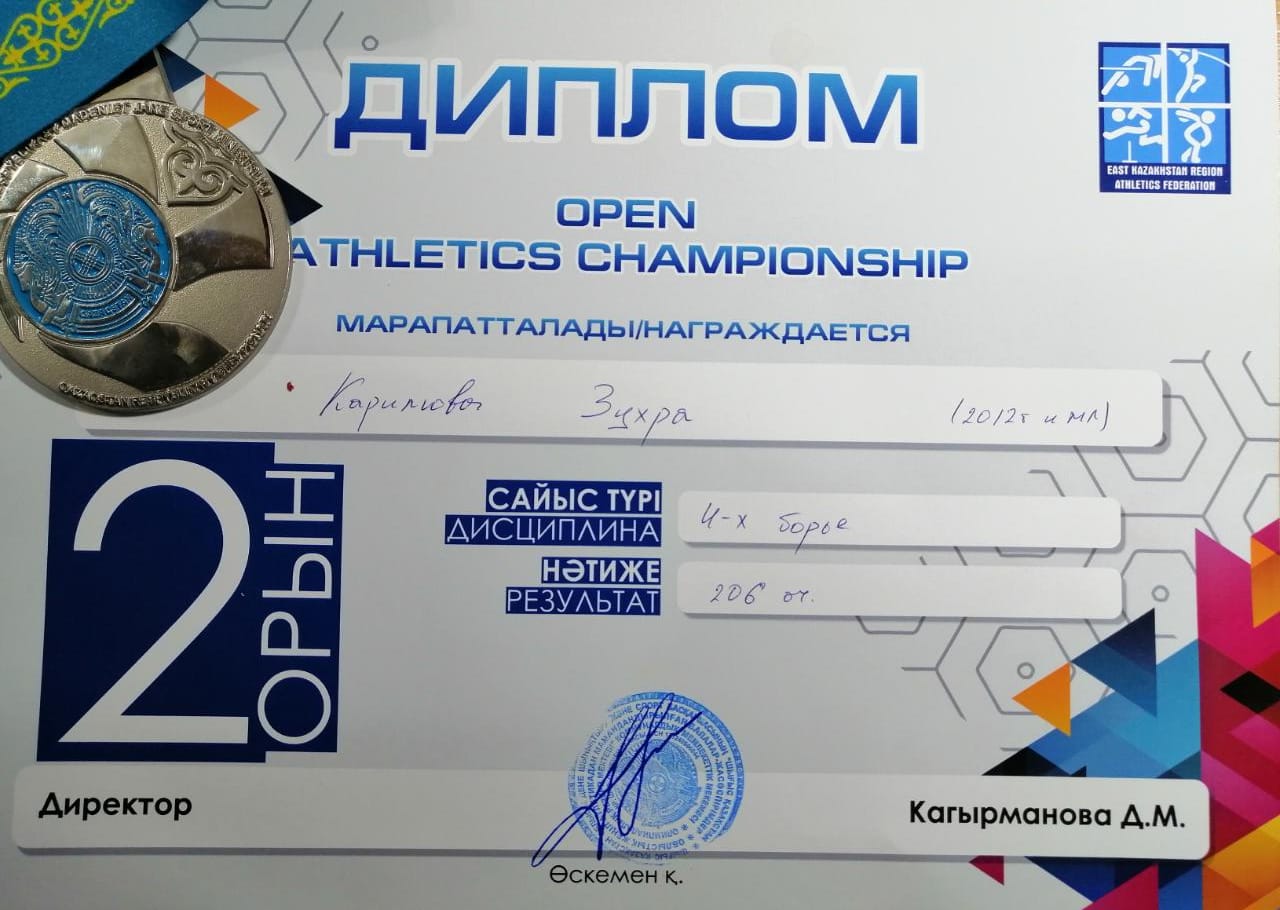 ДИПЛОМ
EAST KAZAKHSTAN REGION
ATHLETICS FEDERATION
OPEN
ATHLETICS CHAMPIONSHIP
МАРАПАТТАЛАДЫ/НАГРАЖДАЕТСЯ
Каримова Зухра (2012г и мл)
2 ОРЫН
САЙЫС ТҮРІ
ДИСЦИПЛИНА
4-х борье
НӘТИЖЕ
РЕЗУЛЬТАТ
206 оч.
Директор
Кагырманова Д.М.
Өскемен қ.